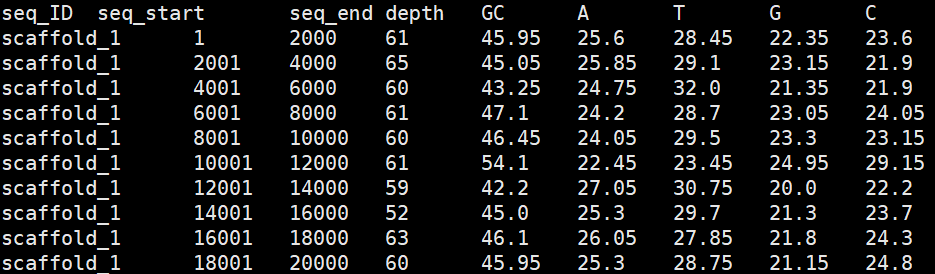 seq_ID seq_start seq_end depth GC A T G C
scaffold_1 1 2000 61 45.95 25.6 28.45 22.35 23.6
scaffold_1 2001 4000 65 45.05 25.85 29.1 23.15 21.9
scaffold_1 4001 6000 60 43.25 24.75 32.0 21.35 21.9
scaffold_1 6001 8000 61 47.1 24.2 28.7 23.05 24.05
scaffold_1 8001 10000 60 46.45 24.05 29.5 23.3 23.15
scaffold_1 10001 12000 61 54.1 22.45 23.45 24.95 29.15
scaffold_1 12001 14000 59 42.2 27.05 30.75 20.0 22.2
scaffold_1 14001 16000 52 45.0 25.3 29.7 21.3 23.7
scaffold_1 16001 18000 63 46.1 26.05 27.85 21.8 24.3
scaffold_1 18001 20000 60 45.95 25.3 28.75 21.15 24.8